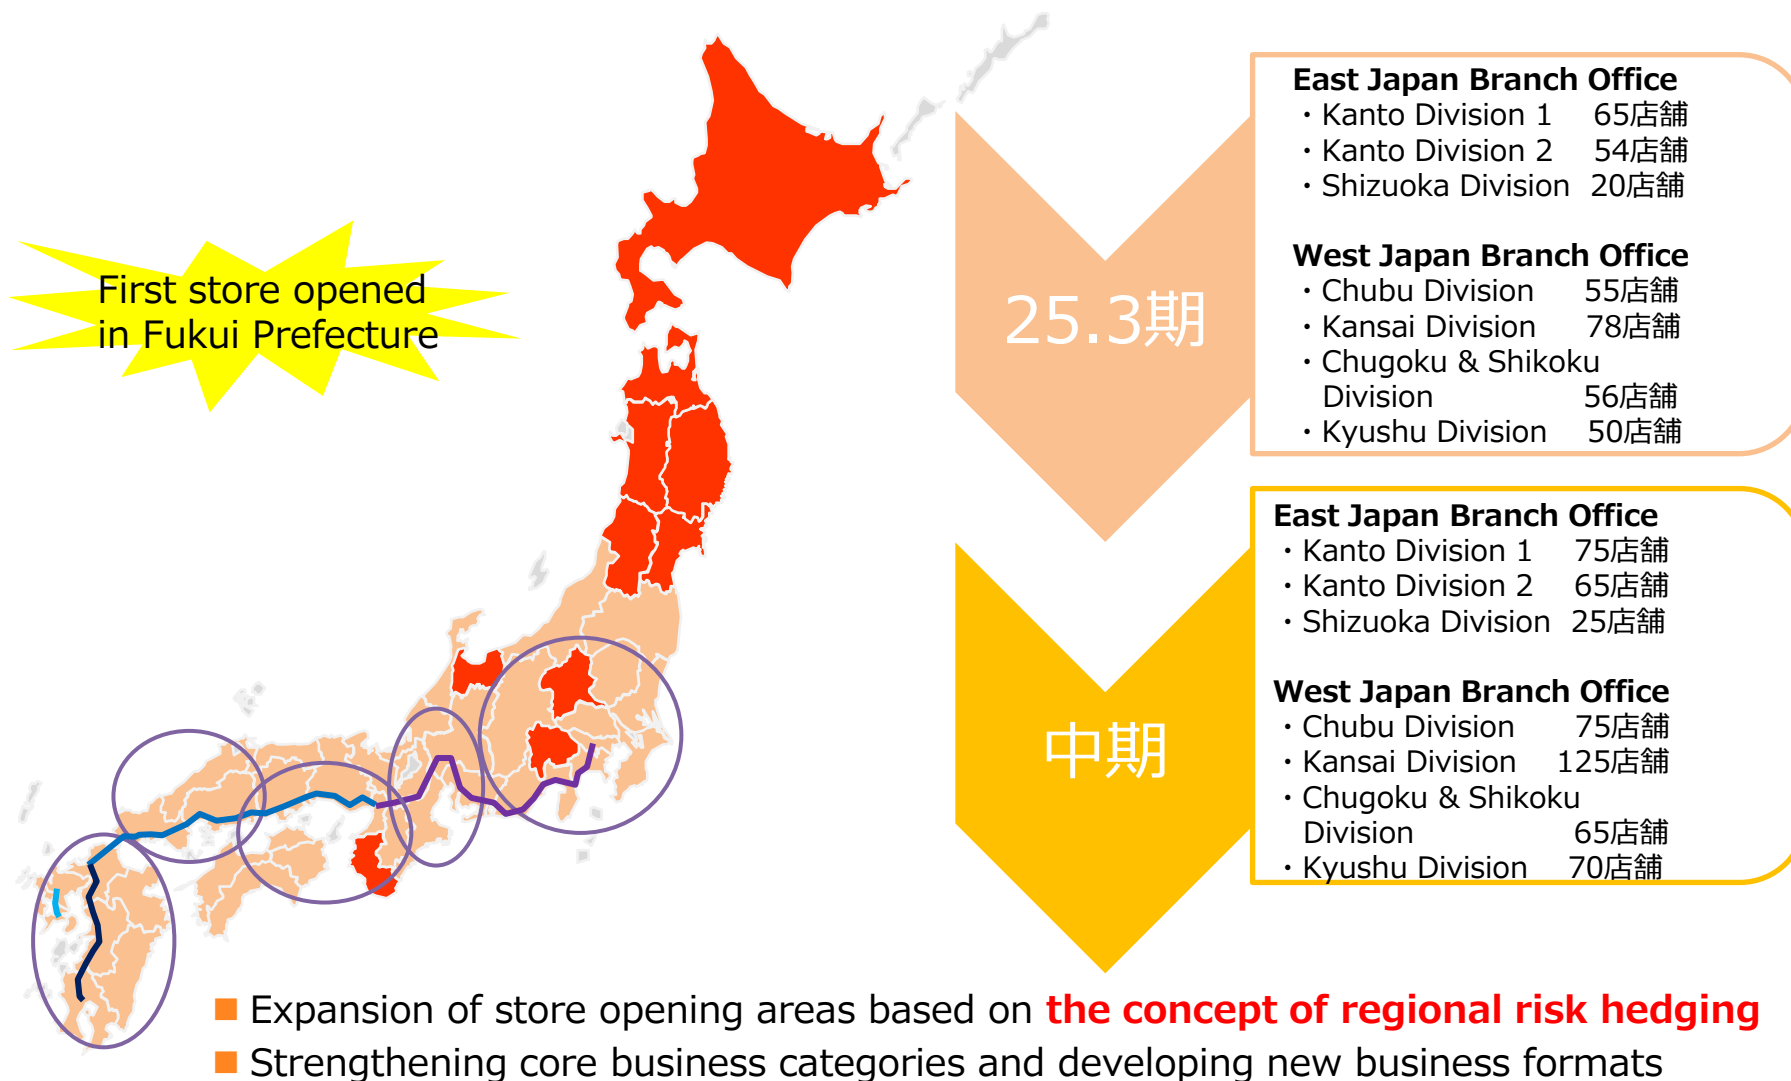 First store opened
in Fukui Prefecture
25.3期
East Japan Branch Office
・Kanto Division 1 65店舗
・Kanto Division 2 54店舗
・Shizuoka Division 20店舗
West Japan Branch Office
・Chubu Division 55店舗
・Kansai Division 78店舗
・Chugoku & Shikoku
Division 56店舗
・Kyushu Division 50店舗
中期
East Japan Branch Office
・Kanto Division 1 75店舗
・Kanto Division 2 65店舗
・Shizuoka Division 25店舗
West Japan Branch Office
・Chubu Division 75店舗
・Kansai Division 125店舗
・Chugoku & Shikoku
Division 65店舗
・Kyushu Division 70店舗
■ Expansion of store opening areas based on the concept of regional risk hedging
■ Strengthening core business categories and developing new business formats